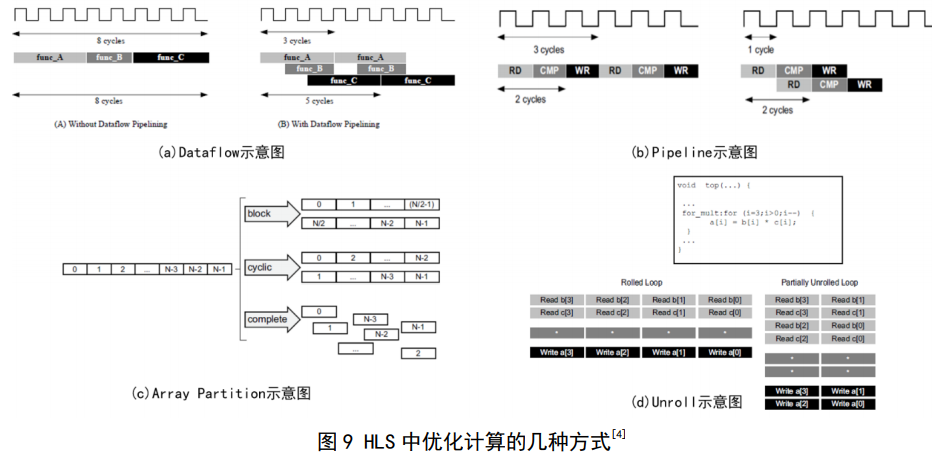 8 cycles
func_A func_B func_C
8 cycles
(A) Without Dataflow Pipelining
3 cycles
func_A func_A
func_B func_B
func_C func_C
5 cycles
(B) With Dataflow Pipelining
(a)Dataflow示意图
3 cycles
RD CMP WR RD CMP WR
2 cycles
1 cycle
RD CMP WR
RD CMP WR
2 cycles
(b)Pipeline示意图
0 1 2 ... N-3 N-2 N-1
block
0 1 ... (N/2-1)
N/2 ... N-2 N-1
cyclic
0 2 ... N-2
1 ... N-3 N-1
complete
0
1
...
N-3
N-2
N-1
2
(c)Array Partition示意图
void top(...) {
...
for_mult:for (i=3;i>0;i--) {
a[i] = b[i] * c[i];
}
...
}
Rolled Loop
Read b[3] Read b[2] Read b[1] Read b[0]
Read c[3] Read c[2] Read c[1] Read c[0]
* * * *
Write a[3] Write a[2] Write a[1] Write a[0]
Partially Unrolled Loop
Read b[3] Read b[1]
Read c[3] Read c[1]
Read b[2] Read b[0]
Read c[2] Read c[0]
* *
* *
Write a[3] Write a[1]
Write a[2] Write a[0]
(d)Unroll示意图
图 9 HLS 中优化计算的几种方式[4]